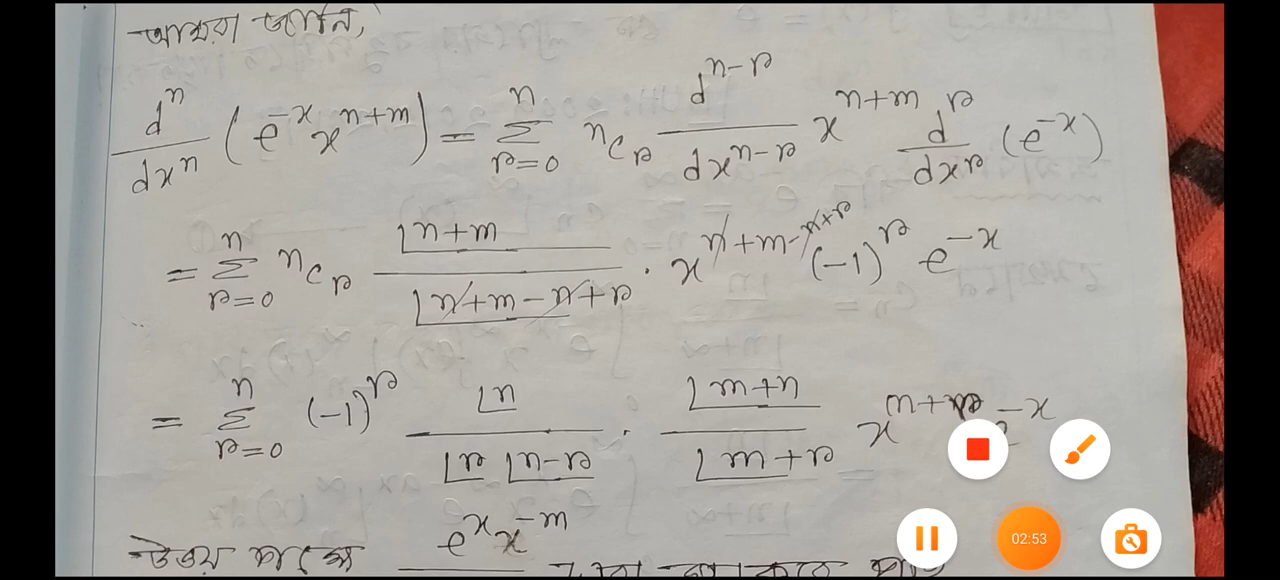 আমরা জানি,
d^n/dx^n (e^{-x} x^{n+m}) = Σ_{r=0}^{n} ^nC_r d^{n-r}/dx^{n-r} x^{n+m} d^r/dx^r (e^{-x})
= Σ_{r=0}^{n} ^nC_r ⌊n+m / ⌊n+m-n+r · x^{n+m-n+r} (-1)^r e^{-x}
= Σ_{r=0}^{n} (-1)^r ⌊n / ⌊r ⌊n-r · ⌊m+n / ⌊m+r x^{m+r} e^{-x}
উভয় পক্ষে e^x x^{-m}
02:53